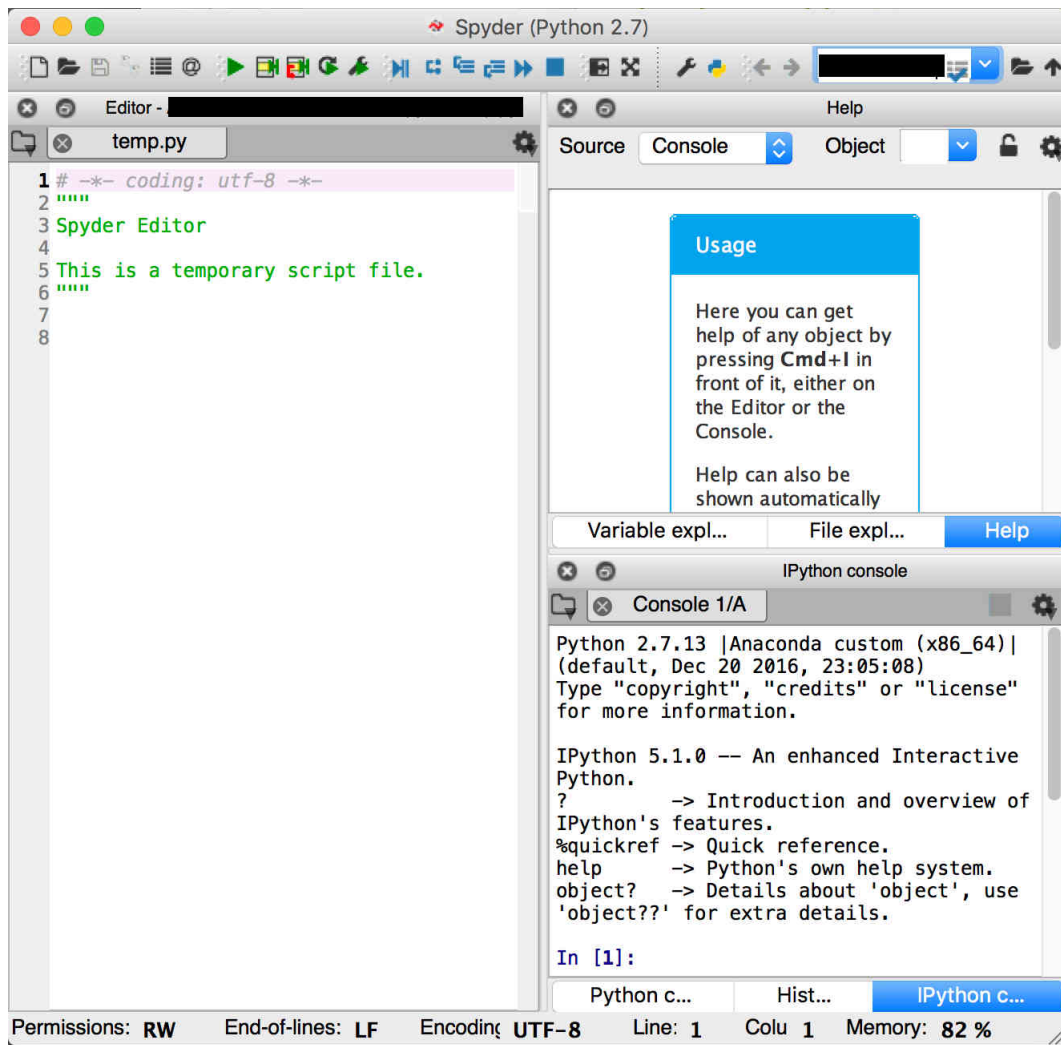 Spyder (Python 2.7)
Editor -
temp.py
1 # -*- coding: utf-8 -*-
2 """
3 Spyder Editor
4
5 This is a temporary script file.
6 """
7
8
Help
Source Console Object
Usage
Here you can get
help of any object by
pressing Cmd+I in
front of it, either on
the Editor or the
Console.
Help can also be
shown automatically
Variable expl... File expl... Help
IPython console
Console 1/A
Python 2.7.13 |Anaconda custom (x86_64)|
(default, Dec 20 2016, 23:05:08)
Type "copyright", "credits" or "license"
for more information.
IPython 5.1.0 -- An enhanced Interactive
Python.
? -> Introduction and overview of
IPython's features.
%quickref -> Quick reference.
help -> Python's own help system.
object? -> Details about 'object', use
'object??' for extra details.
In [1]:
Python c... Hist... IPython c...
Permissions: RW End-of-lines: LF Encoding UTF-8 Line: 1 Colu 1 Memory: 82 %